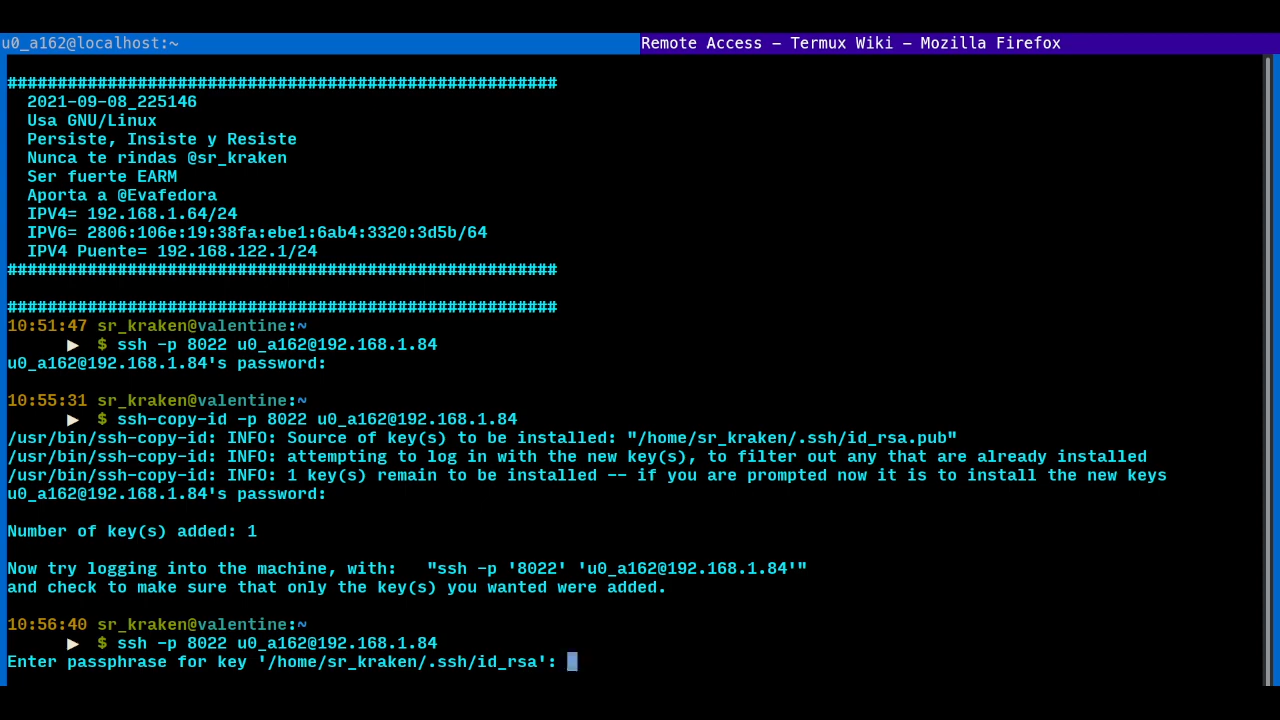 u0_a162@localhost:~
Remote Access – Termux Wiki — Mozilla Firefox
#######################################################
2021-09-08_225146
Usa GNU/Linux
Persiste, Insiste y Resiste
Nunca te rindas @sr_kraken
Ser fuerte EARM
Aporta a @Evafedora
IPV4= 192.168.1.64/24
IPV6= 2806:106e:19:38fa:ebe1:6ab4:3320:3d5b/64
IPV4 Puente= 192.168.122.1/24
#######################################################
#######################################################
10:51:47 sr_kraken@valentine:~
▶ $ ssh -p 8022 u0_a162@192.168.1.84
u0_a162@192.168.1.84's password:
10:55:31 sr_kraken@valentine:~
▶ $ ssh-copy-id -p 8022 u0_a162@192.168.1.84
/usr/bin/ssh-copy-id: INFO: Source of key(s) to be installed: "/home/sr_kraken/.ssh/id_rsa.pub"
/usr/bin/ssh-copy-id: INFO: attempting to log in with the new key(s), to filter out any that are already installed
/usr/bin/ssh-copy-id: INFO: 1 key(s) remain to be installed -- if you are prompted now it is to install the new keys
u0_a162@192.168.1.84's password:
Number of key(s) added: 1
Now try logging into the machine, with:   "ssh -p '8022' 'u0_a162@192.168.1.84'"
and check to make sure that only the key(s) you wanted were added.
10:56:40 sr_kraken@valentine:~
▶ $ ssh -p 8022 u0_a162@192.168.1.84
Enter passphrase for key '/home/sr_kraken/.ssh/id_rsa':